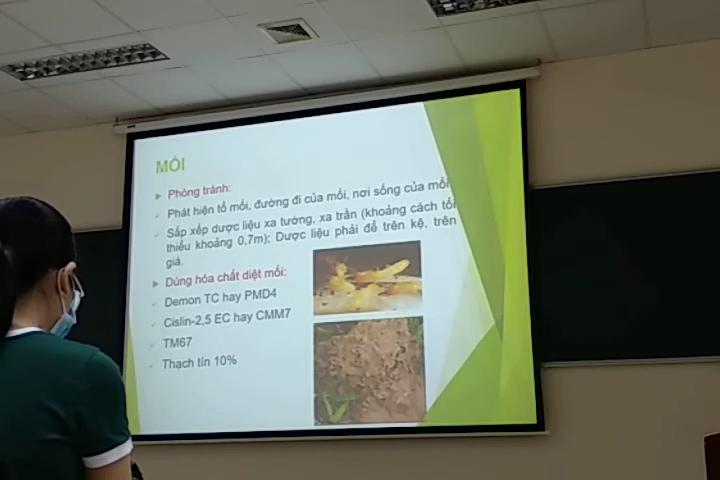 MỐI
Phòng tránh:
Phát hiện tổ mối, đường đi của mối, nơi sống của mối
Sắp xếp dược liệu xa tường, xa trần (khoảng cách tối
thiểu khoảng 0,7m); Dược liệu phải để trên kệ, trên
giá.
Dùng hóa chất diệt mối:
Demon TC hay PMD4
Cislin-2,5 EC hay CMM7
TM67
Thạch tín 10%